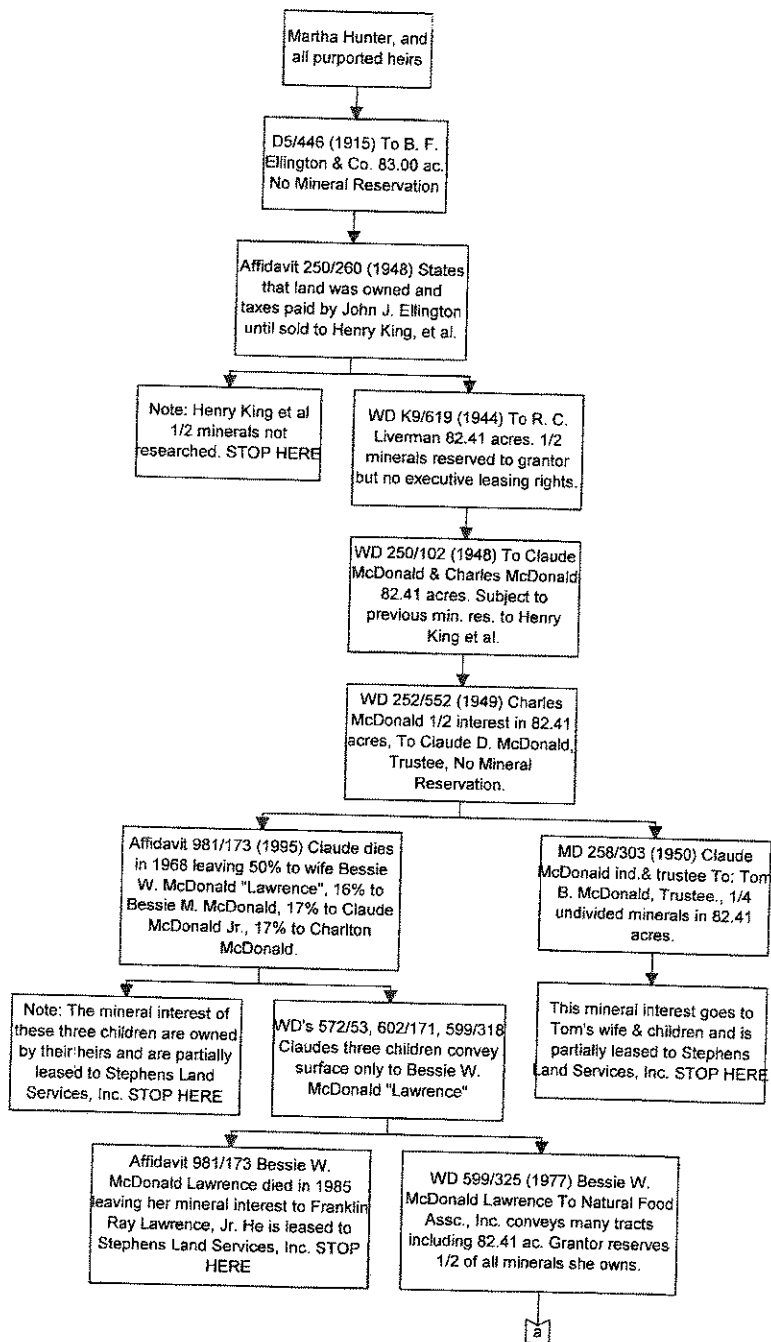 Martha Hunter, and
all purported heirs
D5/446 (1915) To B. F.
Ellington & Co. 83.00 ac.
No Mineral Reservation
Affidavit 250/260 (1948) States
that land was owned and
taxes paid by John J. Ellington
until sold to Henry King, et al.
Note: Henry King et al
1/2 minerals not
researched. STOP HERE
WD K9/619 (1944) To R. C.
Liverman 82.41 acres. 1/2
minerals reserved to grantor
but no executive leasing rights.
WD 250/102 (1948) To Claude
McDonald & Charles McDonald
82.41 acres. Subject to
previous min. res. to Henry
King et al.
WD 252/552 (1949) Charles
McDonald 1/2 interest in 82.41
acres, To Claude D. McDonald,
Trustee, No Mineral
Reservation.
Affidavit 981/173 (1995) Claude dies
in 1968 leaving 50% to wife Bessie
W. McDonald "Lawrence", 16% to
Bessie M. McDonald, 17% to Claude
McDonald Jr., 17% to Charlton
McDonald.
MD 258/303 (1950) Claude
McDonald ind.& trustee To: Tom
B. McDonald, Trustee., 1/4
undivided minerals in 82.41
acres.
Note: The mineral interest of
these three children are owned
by their heirs and are partially
leased to Stephens Land
Services, Inc. STOP HERE
WD's 572/53, 602/171, 599/318
Claudes three children convey
surface only to Bessie W.
McDonald "Lawrence"
This mineral interest goes to
Tom's wife & children and is
partially leased to Stephens
Land Services, Inc. STOP HERE
Affidavit 981/173 Bessie W.
McDonald Lawrence died in 1985
leaving her mineral interest to Franklin
Ray Lawrence, Jr. He is leased to
Stephens Land Services, Inc. STOP
HERE
WD 599/325 (1977) Bessie W.
McDonald Lawrence To Natural Food
Assc., Inc. conveys many tracts
including 82.41 ac. Grantor reserves
1/2 of all minerals she owns.
a